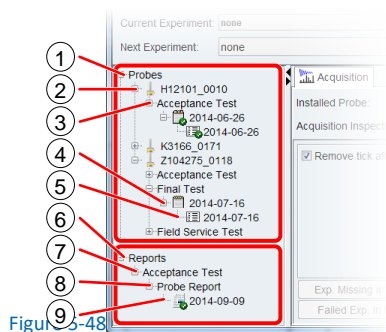 Current Experiment: none
Next Experiment: none
1 Probes
2 H12101_0010
3 Acceptance Test
2014-06-26
2014-06-26
K3166_0171
Z104275_0118
Acceptance Test
Final Test
4 2014-07-16
5 2014-07-16
Field Service Test
6 Reports
7 Acceptance Test
8 Probe Report
9 2014-09-09
Acquisition
Installed Probe:
Acquisition Inspec
Remove tick a
Exp. Missing in
Failed Exp. in
-48